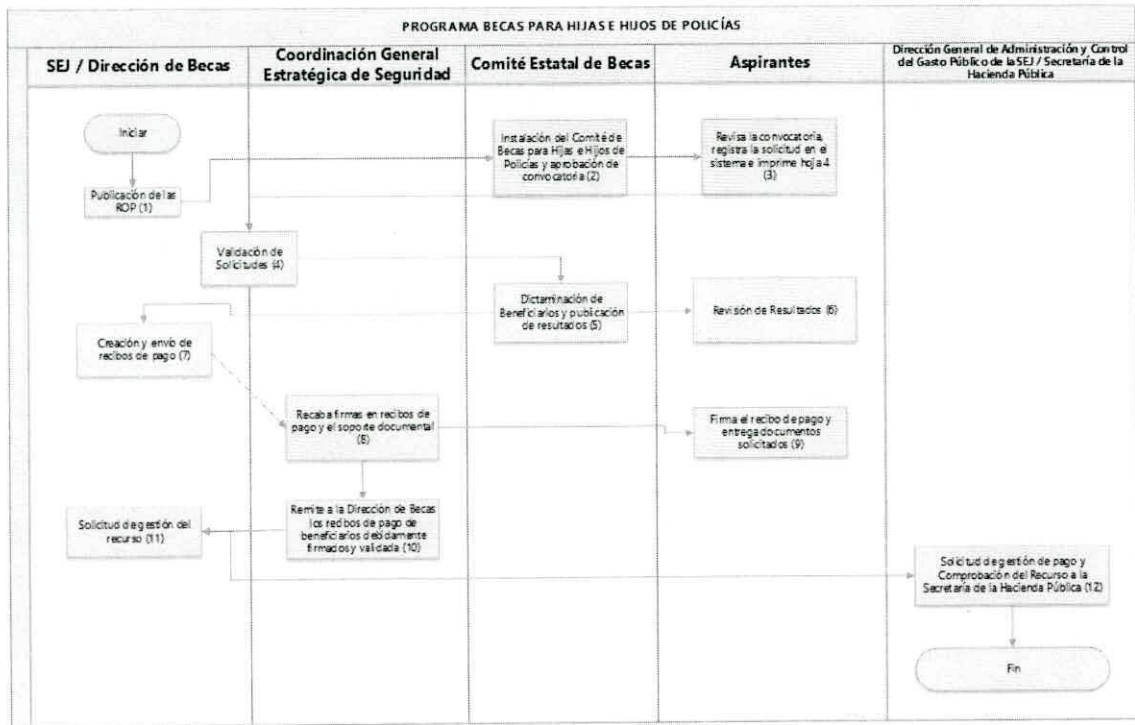 PROGRAMA BECAS PARA HIJAS E HIJOS DE POLICÍAS
SEJ / Dirección de Becas
Coordinación General
Estratégica de Seguridad
Comité Estatal de Becas
Aspirantes
Dirección General de Administración y Control
del Gasto Público de la SEJ / Secretaría de la
Hacienda Pública
Iniciar
Publicación de las
ROP (1)
Instalación del Comité de
Becas para Hijas e Hijos de
Policías y aprobación de
convocatoria (2)
Revisa la convocatoria,
registra la solicitud en el
sistema e imprime hoja 4
(3)
Validación de
Solicitudes (4)
Dictaminación de
Beneficiarios y publicación
de resultados (5)
Revisión de Resultados (6)
Creación y envío de
recibos de pago (7)
Recaba firmas en recibos de
pago y el soporte documental
(8)
Firma el recibo de pago y
entrega documentos
solicitados (9)
Remite a la Dirección de Becas
los recibos de pago de
beneficiarios debidamente
firmados y validada (10)
Solicitud de gestión del
recurso (11)
Solicitud de gestión de pago y
Comprobación del Recurso a la
Secretaría de la Hacienda Pública (12)
Fin